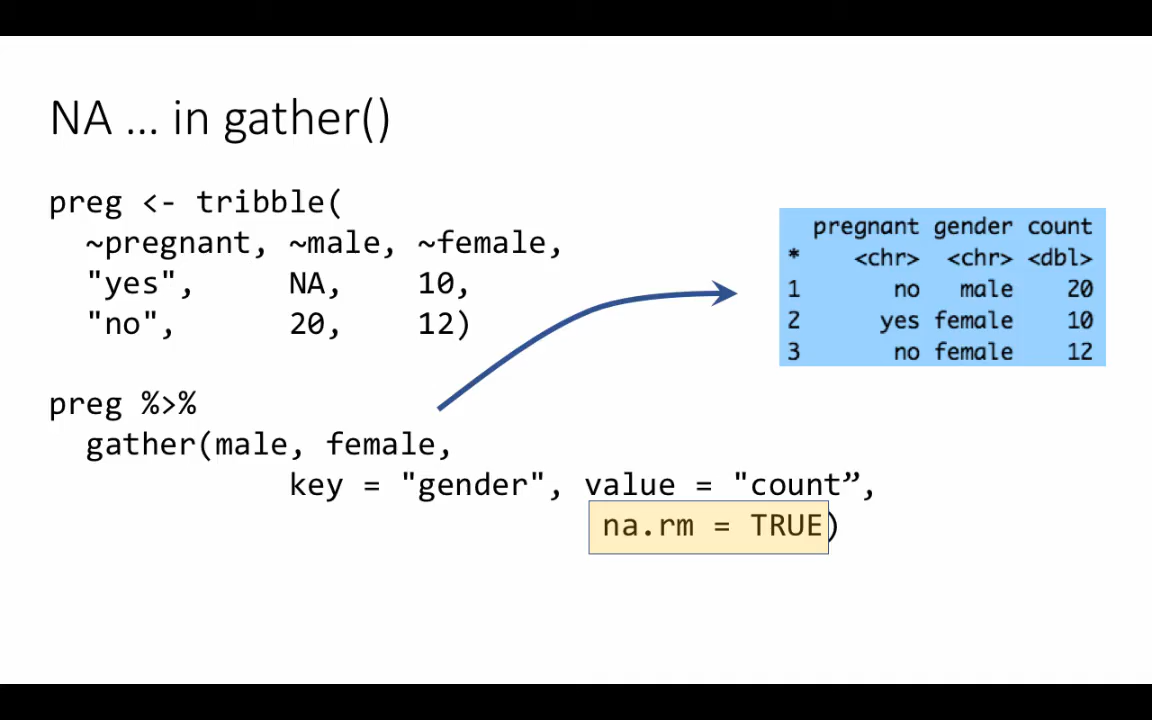 NA … in gather()
preg <- tribble(
~pregnant, ~male, ~female,
"yes", NA, 10,
"no", 20, 12)
preg %>%
gather(male, female,
key = "gender", value = "count”,
na.rm = TRUE)
pregnant gender count
* <chr> <chr> <dbl>
1 no male 20
2 yes female 10
3 no female 12